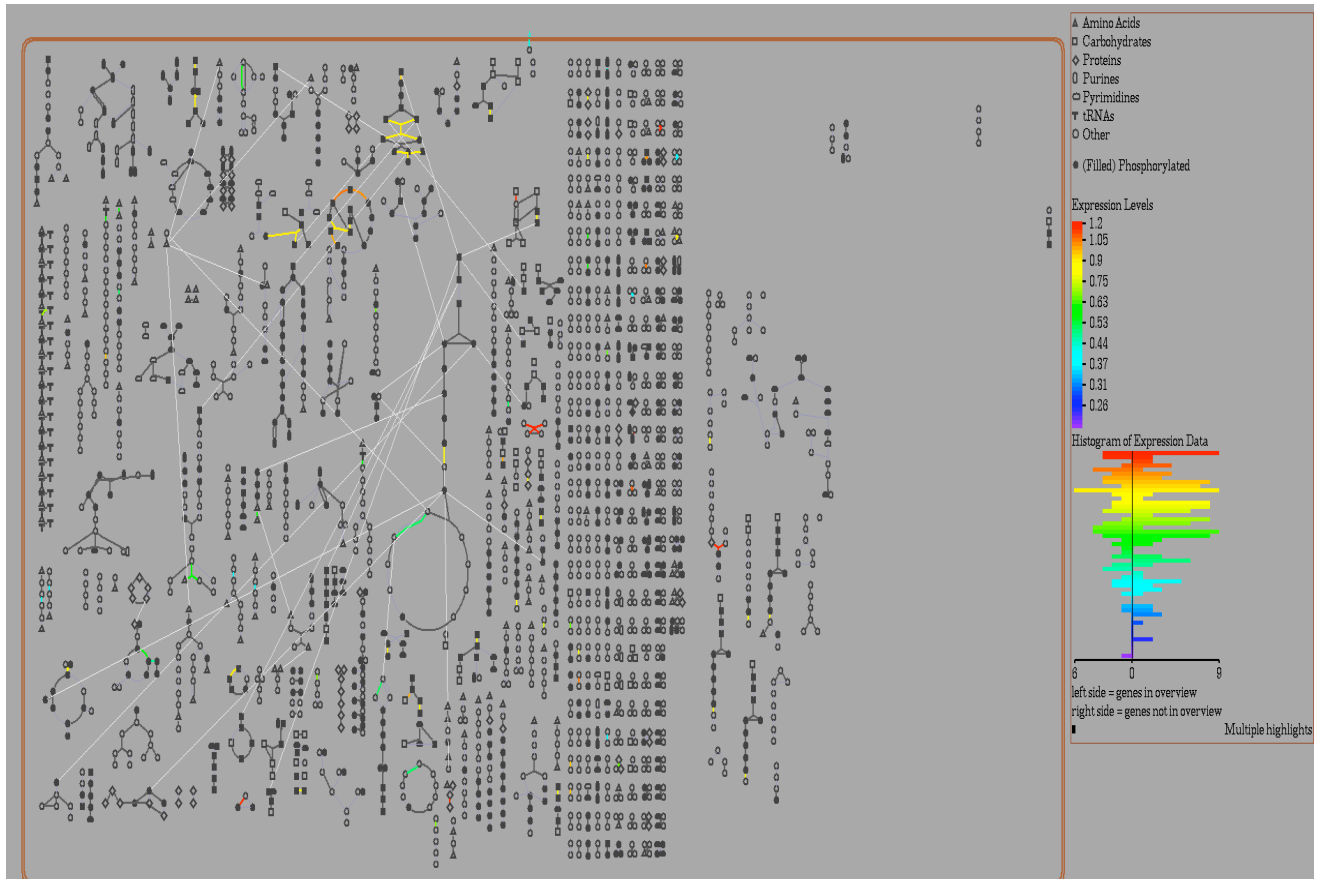 Amino Acids
Carbohydrates
Proteins
Purines
Pyrimidines
tRNAs
Other
(Filled) Phosphorylated
Expression Levels
1.2
1.05
0.9
0.75
0.63
0.53
0.44
0.37
0.31
0.26
Histogram of Expression Data
6 0 9
left side = genes in overview
right side = genes not in overview
Multiple highlights